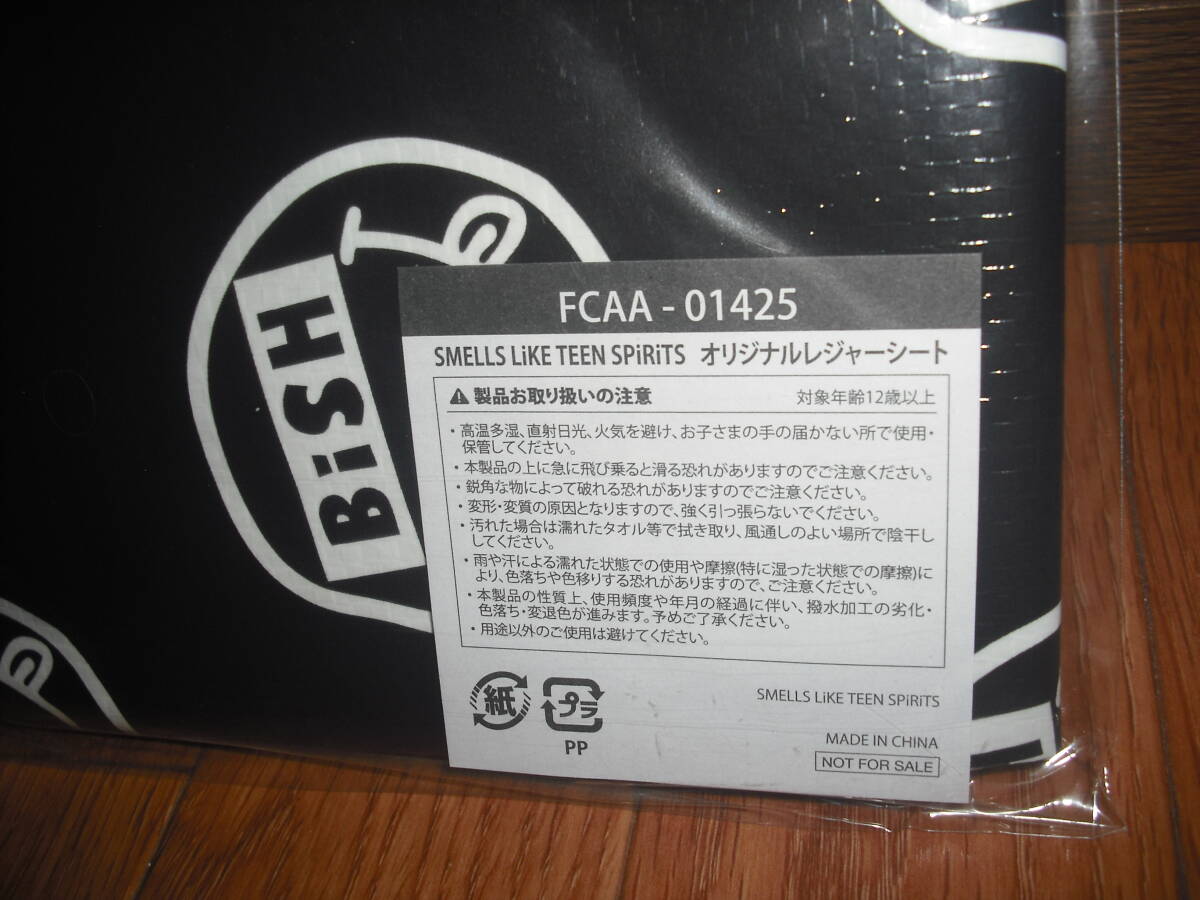 BiSH
FCAA - 01425
SMELLS LiKE TEEN SPiRiTS オリジナルレジャーシート
製品お取り扱いの注意 対象年齢12歳以上
・高温多湿、直射日光、火気を避け、お子さまの手の届かない所で使用・
保管してください。
・本製品の上に急に飛び乗ると滑る恐れがありますのでご注意ください。
・鋭角な物によって破れる恐れがありますのでご注意ください。
・変形・変質の原因となりますので、強く引っ張らないでください。
・汚れた場合は濡れたタオル等で拭き取り、風通しのよい場所で陰干し
してください。
・雨や汗による濡れた状態での使用や摩擦(特に湿った状態での摩擦)に
より、色落ちや色移りする恐れがありますので、ご注意ください。
・本製品の性質上、使用頻度や年月の経過に伴い、撥水加工の劣化・
色落ち・変退色が進みます。予めご了承ください。
・用途以外のご使用は避けてください。
紙 プラ
PP
SMELLS LiKE TEEN SPiRiTS
MADE IN CHINA
NOT FOR SALE